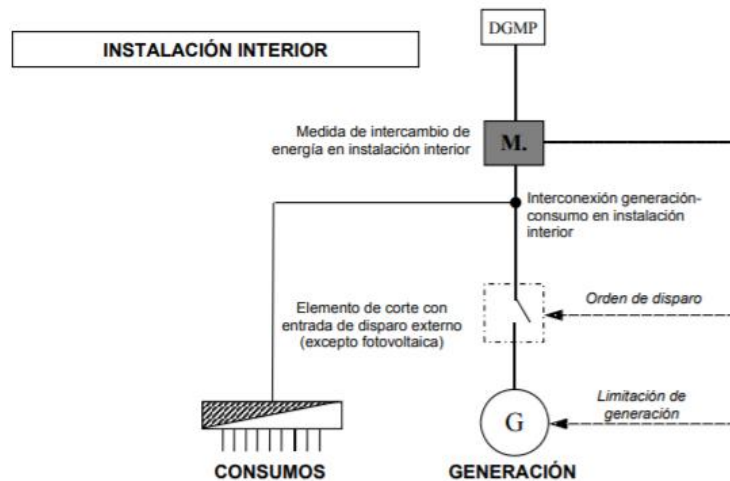 DGMP
INSTALACIÓN INTERIOR
Medida de intercambio de
energía en instalación interior
M.
Interconexión generación-
consumo en instalación
interior
Elemento de corte con
entrada de disparo externo
(excepto fotovoltaica)
Orden de disparo
Limitación de
generación
G
CONSUMOS
GENERACIÓN